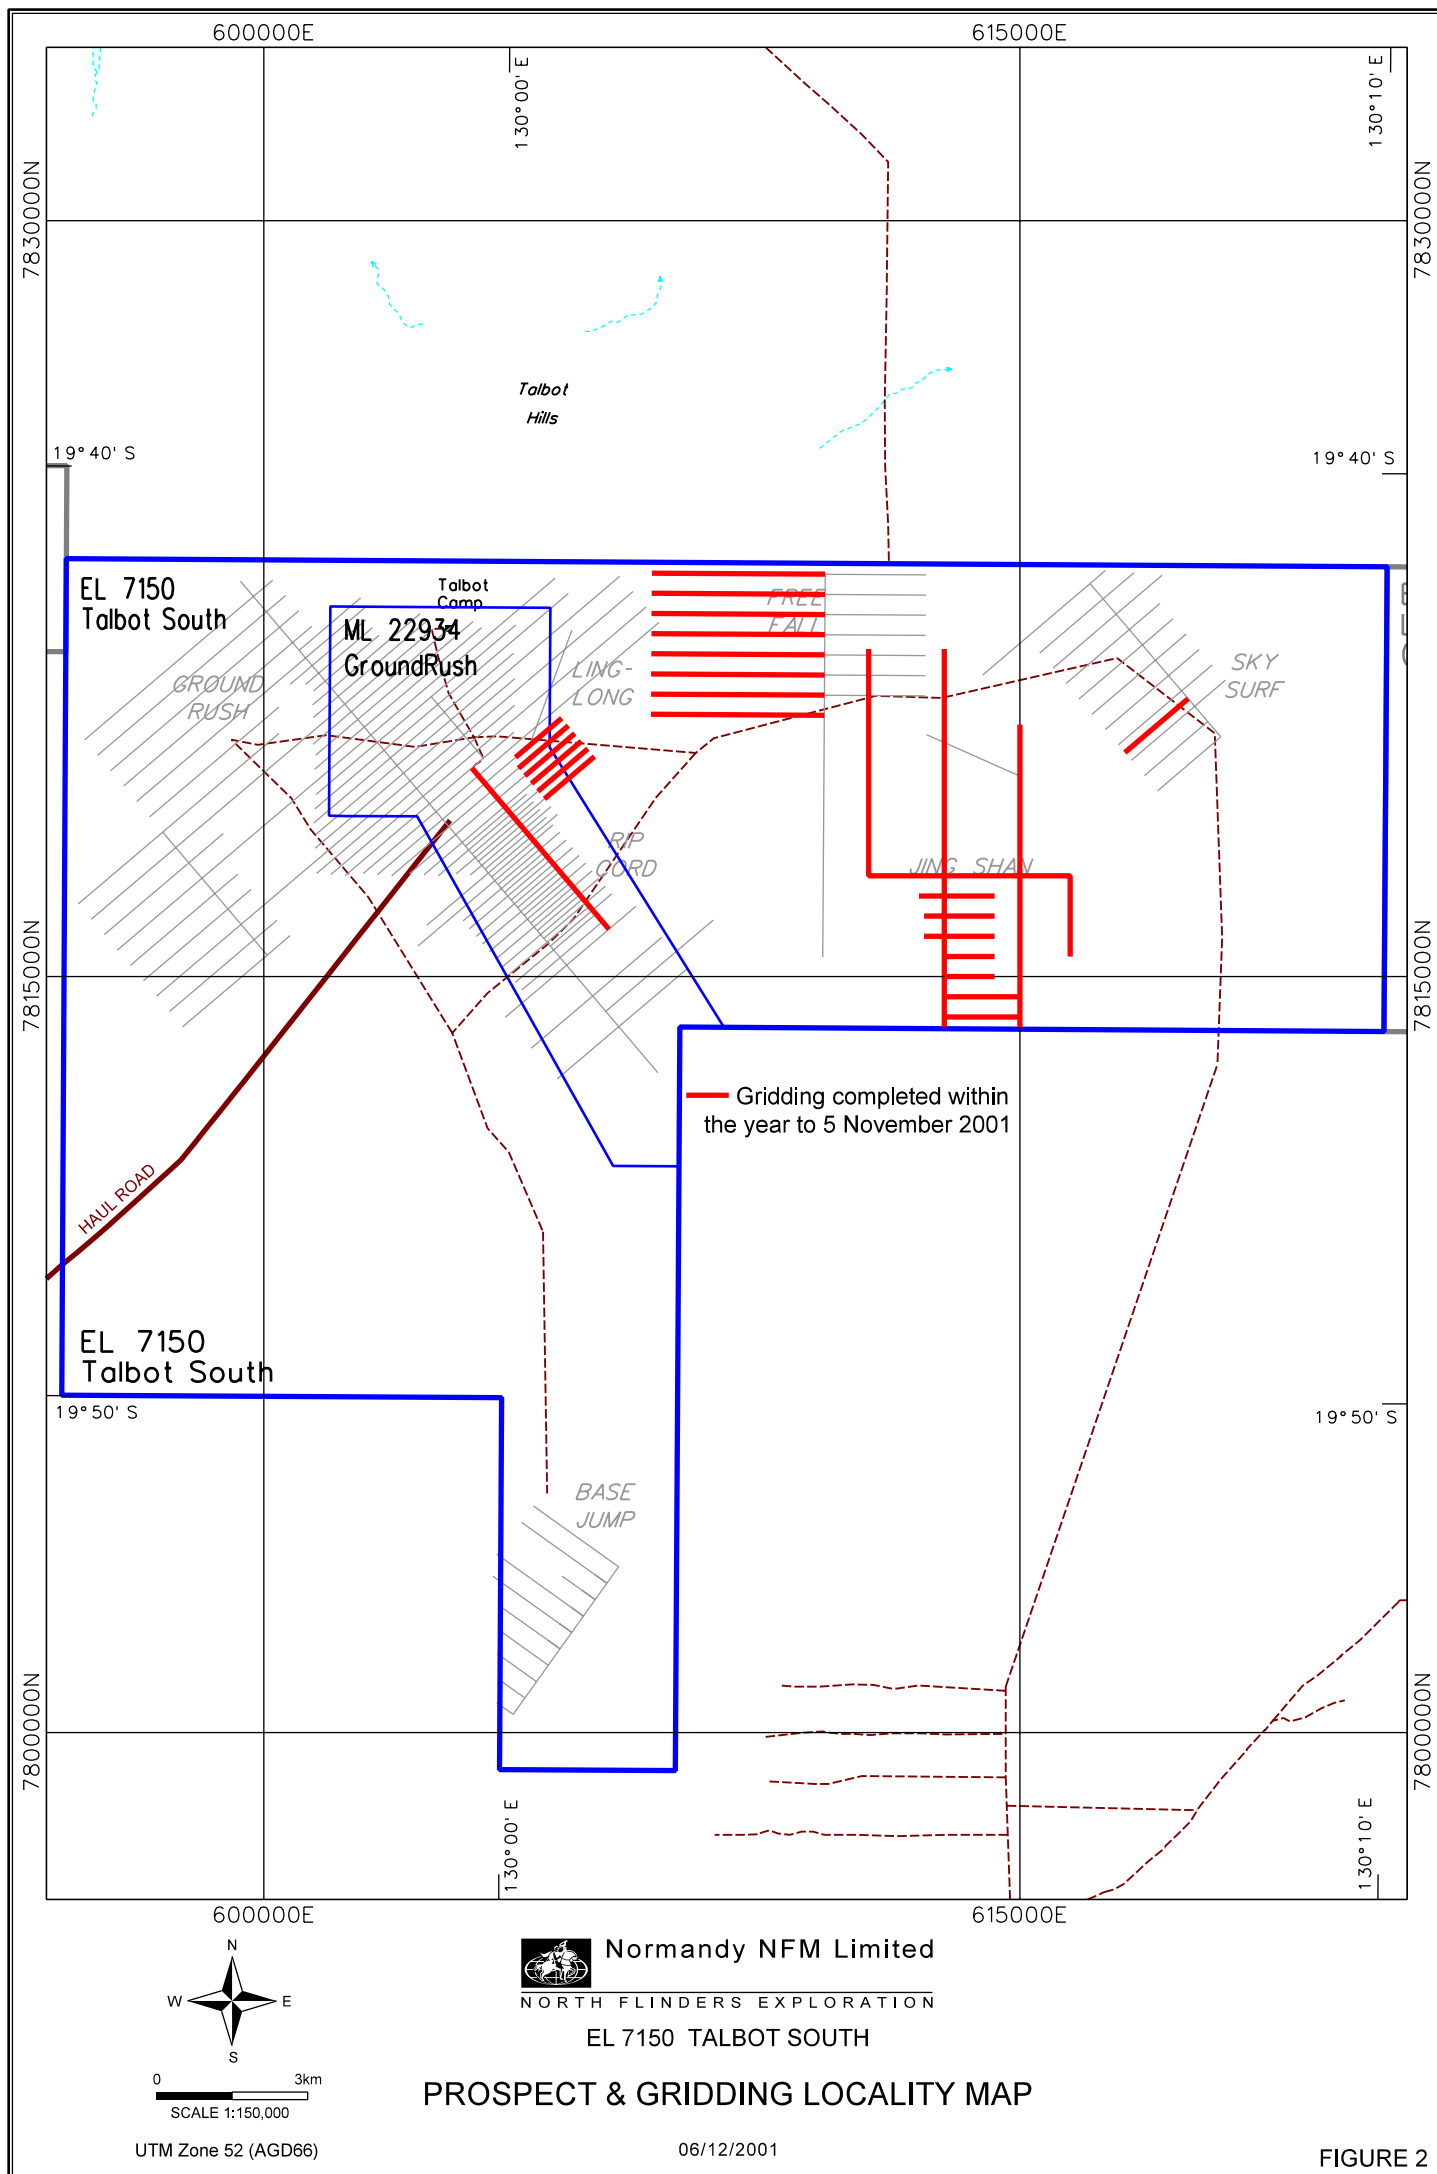 600000E
615000E
130°00' E
130°10' E
7830000N
7830000N
Talbot
Hills
19°40' S
19°40' S
EL 7150
Talbot South
Talbot
Camp
ML 22934
GroundRush
FREE
FALL
LING-
LONG
GROUND
RUSH
SKY
SURF
RIP
CORD
JING SHAN
7815000N
7815000N
Gridding completed within
the year to 5 November 2001
HAUL ROAD
EL 7150
Talbot South
19°50' S
19°50' S
BASE
JUMP
7800000N
7800000N
130°00' E
130°10' E
600000E
615000E
N
W
E
S
Normandy NFM Limited
NORTH FLINDERS EXPLORATION
EL 7150 TALBOT SOUTH
0
3km
SCALE 1:150,000
PROSPECT & GRIDDING LOCALITY MAP
UTM Zone 52 (AGD66)
06/12/2001
FIGURE 2